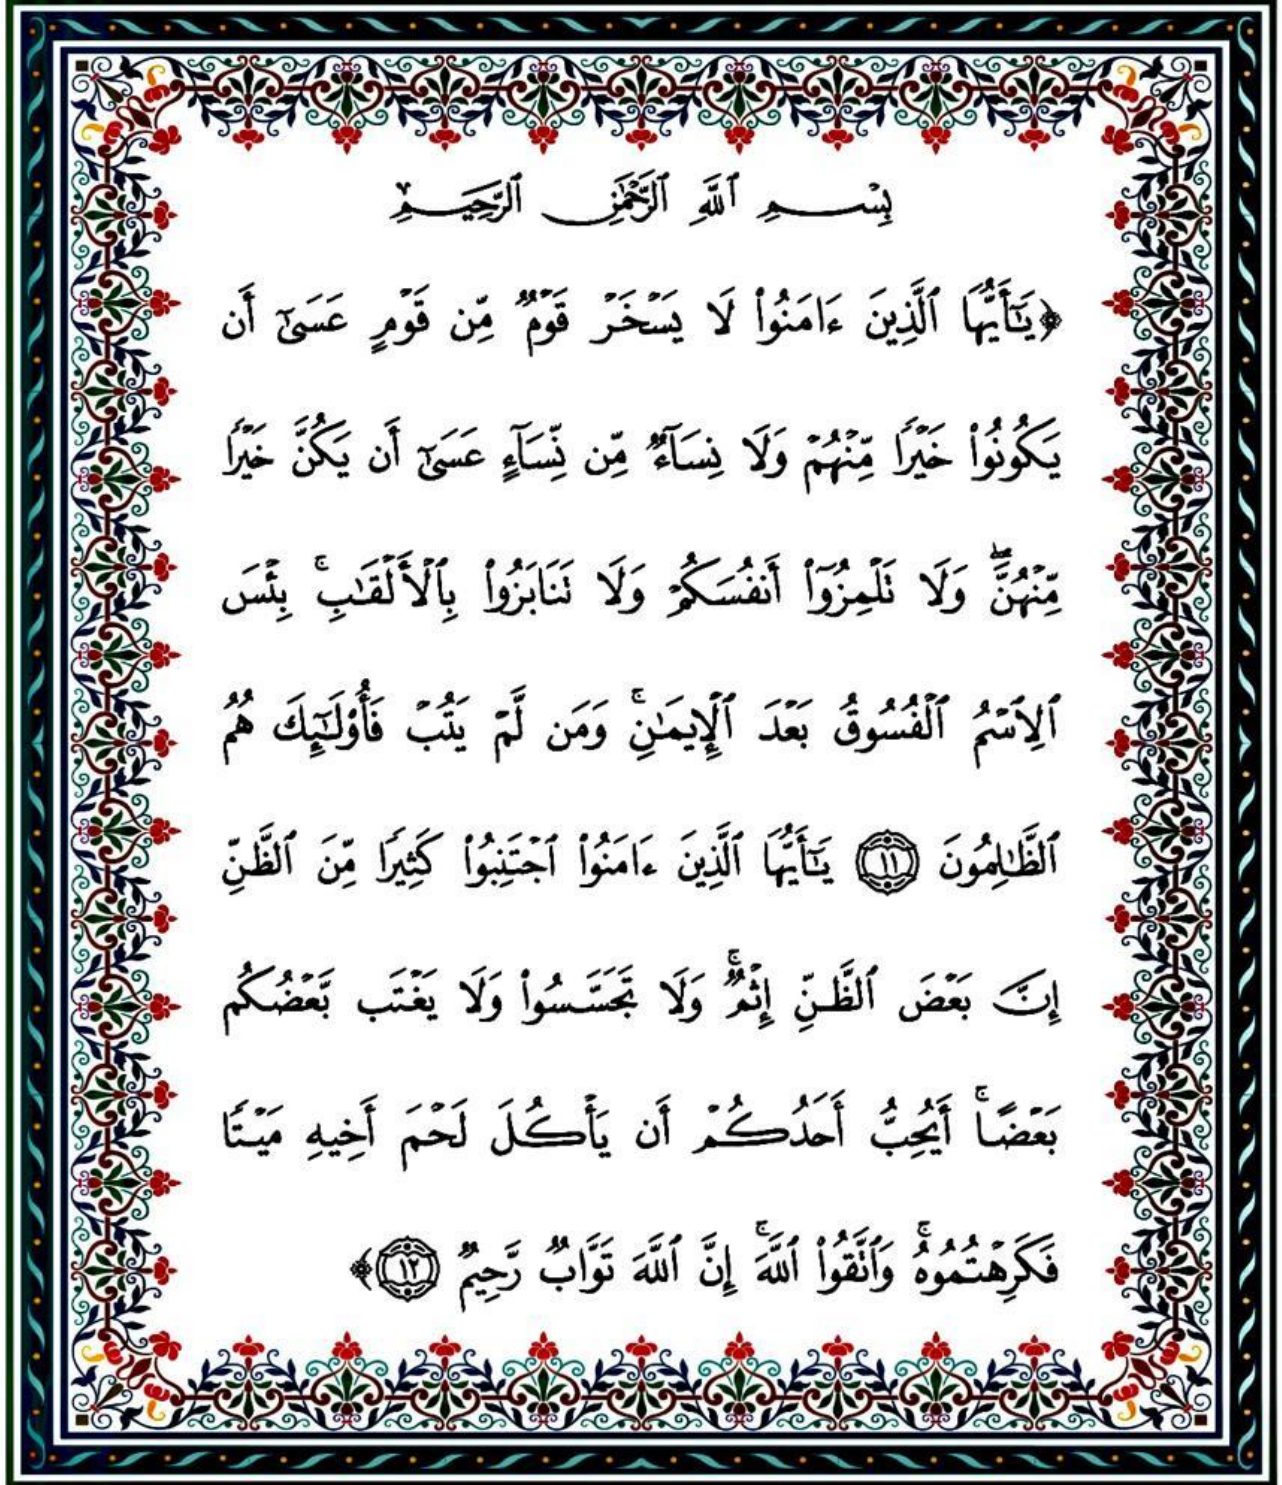 بِسۡمِ ٱللَّهِ ٱلرَّحۡمَٰنِ ٱلرَّحِيمِ
﴿يَٰٓأَيُّهَا ٱلَّذِينَ ءَامَنُواْ لَا يَسۡخَرۡ قَوۡمٞ مِّن قَوۡمٍ عَسَىٰٓ أَن
يَكُونُواْ خَيۡرٗا مِّنۡهُمۡ وَلَا نِسَآءٞ مِّن نِّسَآءٍ عَسَىٰٓ أَن يَكُنَّ خَيۡرٗا
مِّنۡهُنَّۖ وَلَا تَلۡمِزُوٓاْ أَنفُسَكُمۡ وَلَا تَنَابَزُواْ بِٱلۡأَلۡقَٰبِۖ بِئۡسَ
ٱلِٱسۡمُ ٱلۡفُسُوقُ بَعۡدَ ٱلۡإِيمَٰنِۚ وَمَن لَّمۡ يَتُبۡ فَأُوْلَٰٓئِكَ هُمُ
ٱلظَّٰلِمُونَ ١١ يَٰٓأَيُّهَا ٱلَّذِينَ ءَامَنُواْ ٱجۡتَنِبُواْ كَثِيرٗا مِّنَ ٱلظَّنِّ
إِنَّ بَعۡضَ ٱلظَّنِّ إِثۡمٞۖ وَلَا تَجَسَّسُواْ وَلَا يَغۡتَب بَّعۡضُكُم
بَعۡضًاۚ أَيُحِبُّ أَحَدُكُمۡ أَن يَأۡكُلَ لَحۡمَ أَخِيهِ مَيۡتٗا
فَكَرِهۡتُمُوهُۚ وَٱتَّقُواْ ٱللَّهَۚ إِنَّ ٱللَّهَ تَوَّابٞ رَّحِيمٞ ١٢﴾